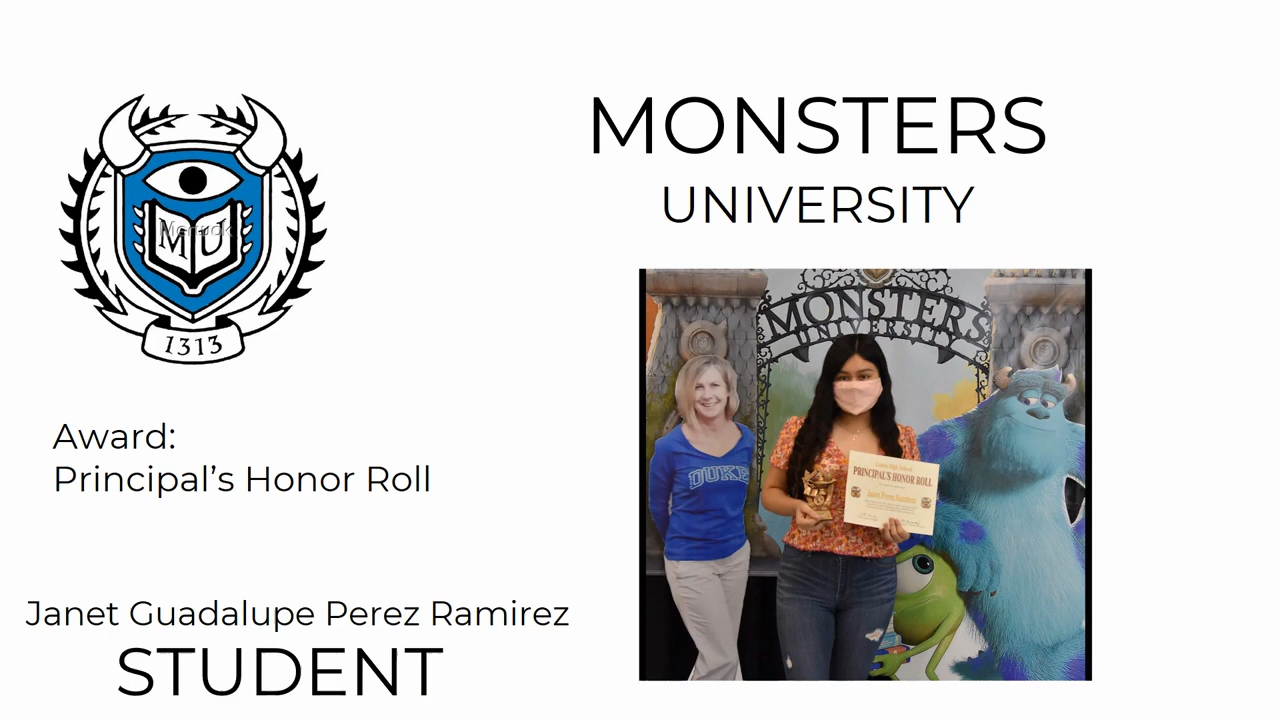 MONSTERS
UNIVERSITY
MU
1313
Award:
Principal's Honor Roll
Janet Guadalupe Perez Ramirez
STUDENT
MONSTERS
UNIVERSITY
DUKE
PRINCIPAL'S HONOR ROLL